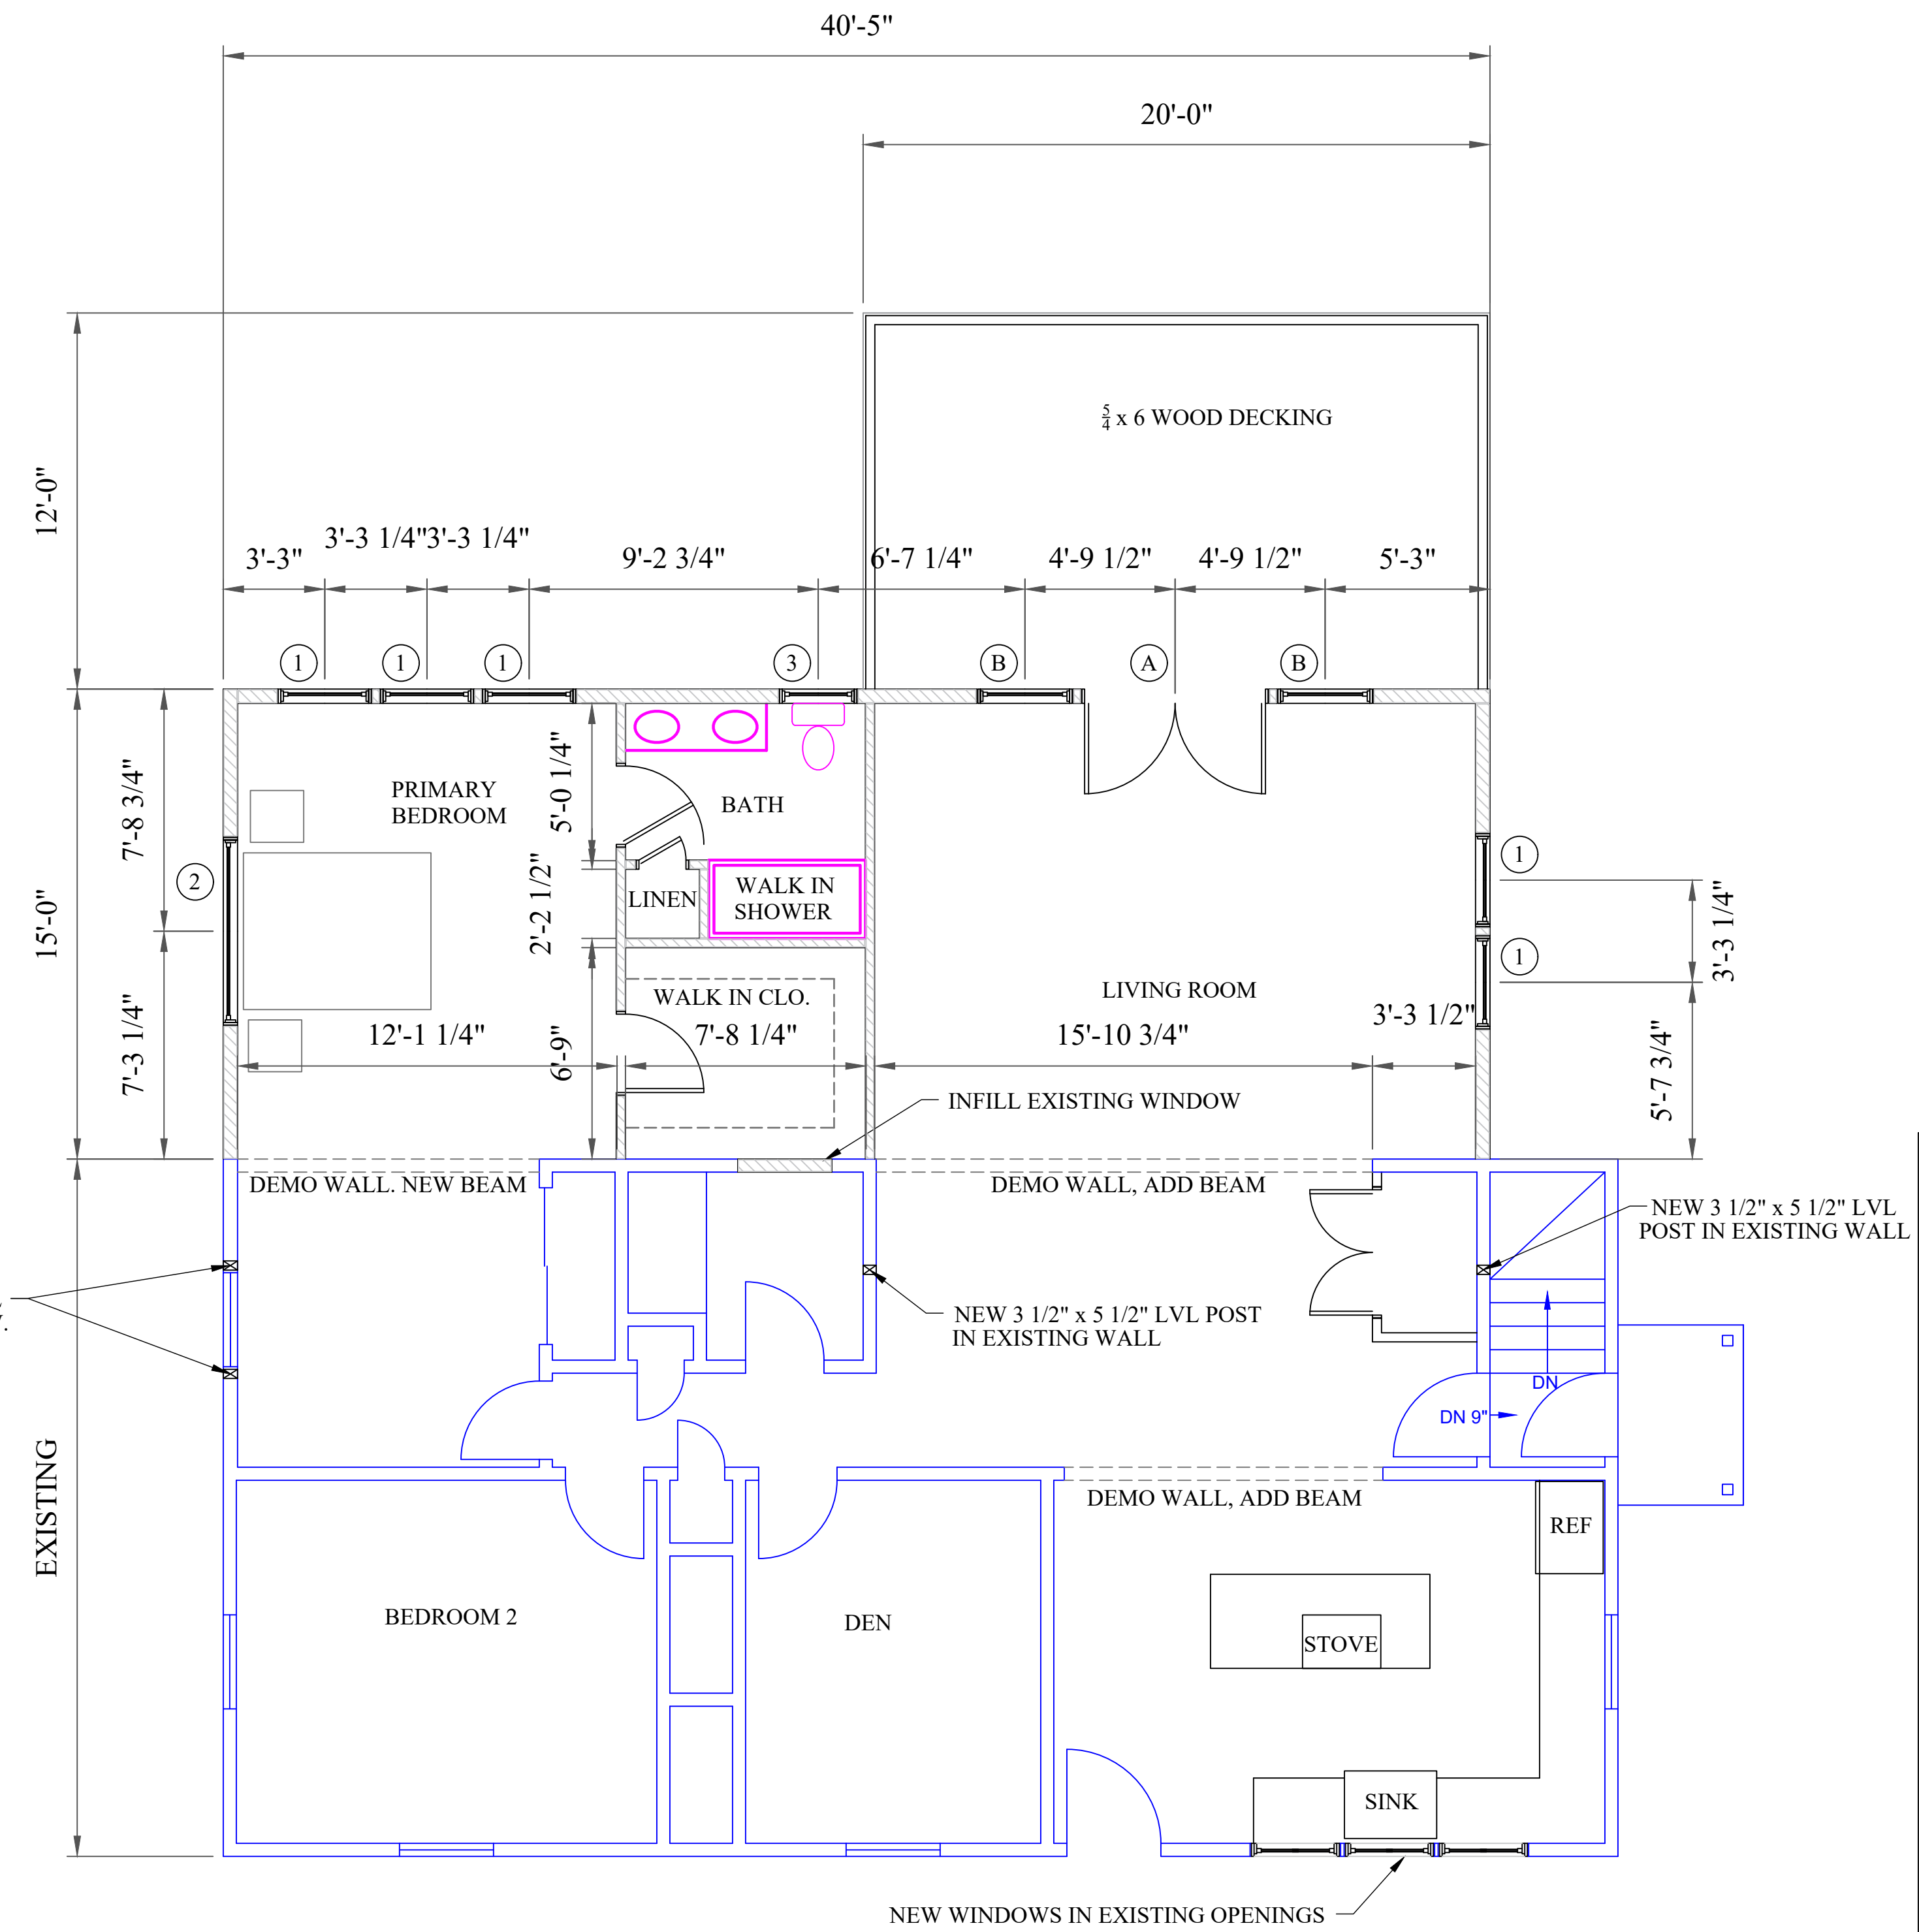 40'-5"
20'-0"
5/4 x 6 WOOD DECKING
12'-0"
3'-3"
3'-3 1/4"
3'-3 1/4"
9'-2 3/4"
6'-7 1/4"
4'-9 1/2"
4'-9 1/2"
5'-3"
1
1
1
3
B
A
B
15'-0"
7'-8 3/4"
7'-3 1/4"
2
PRIMARY
BEDROOM
5'-0 1/4"
2'-2 1/2"
6'-9"
BATH
LINEN
WALK IN
SHOWER
WALK IN CLO.
12'-1 1/4"
7'-8 1/4"
LIVING ROOM
15'-10 3/4"
3'-3 1/2"
1
1
3'-3 1/4"
5'-7 3/4"
INFILL EXISTING WINDOW
DEMO WALL. NEW BEAM
DEMO WALL, ADD BEAM
NEW 3 1/2" x 5 1/2" LVL
POST IN EXISTING WALL
NEW 3 1/2" x 5 1/2" LVL POST
IN EXISTING WALL
DN
DN 9"
EXISTING
DEMO WALL, ADD BEAM
REF
BEDROOM 2
DEN
STOVE
SINK
NEW WINDOWS IN EXISTING OPENINGS